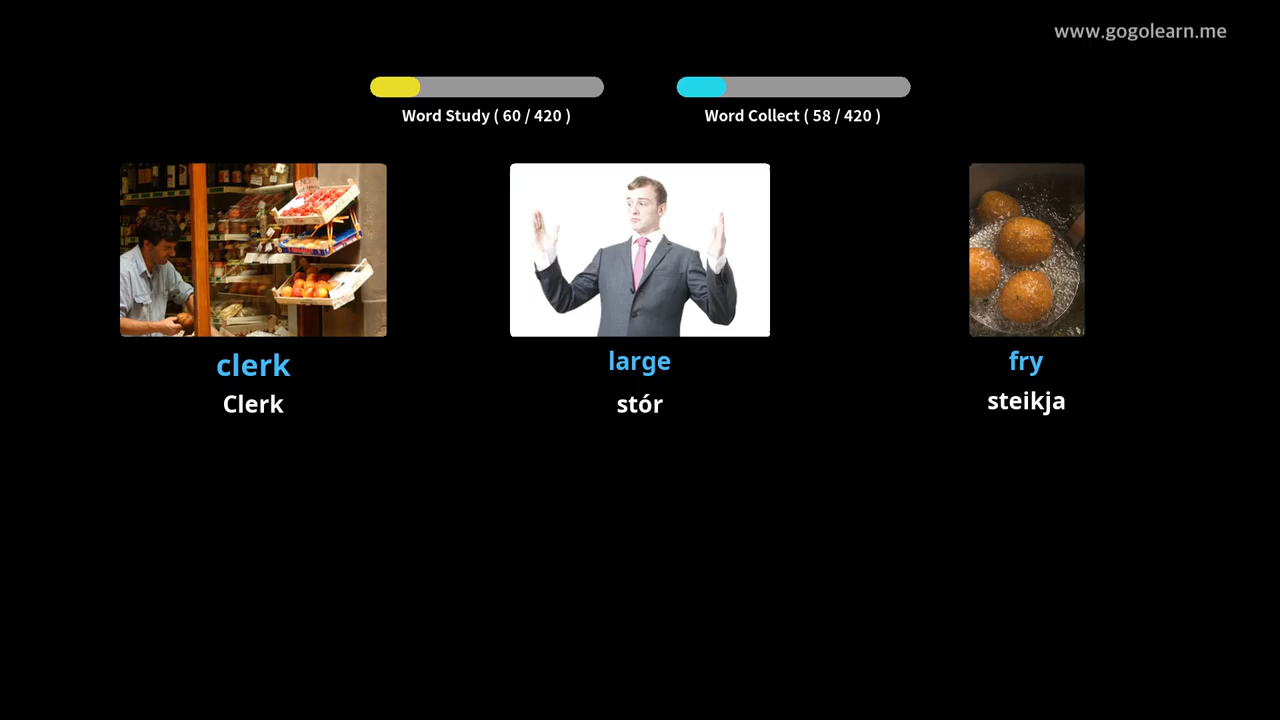 www.gogolearn.me
Word Study ( 60 / 420 )
Word Collect ( 58 / 420 )
clerk
Clerk
large
stór
fry
steikja